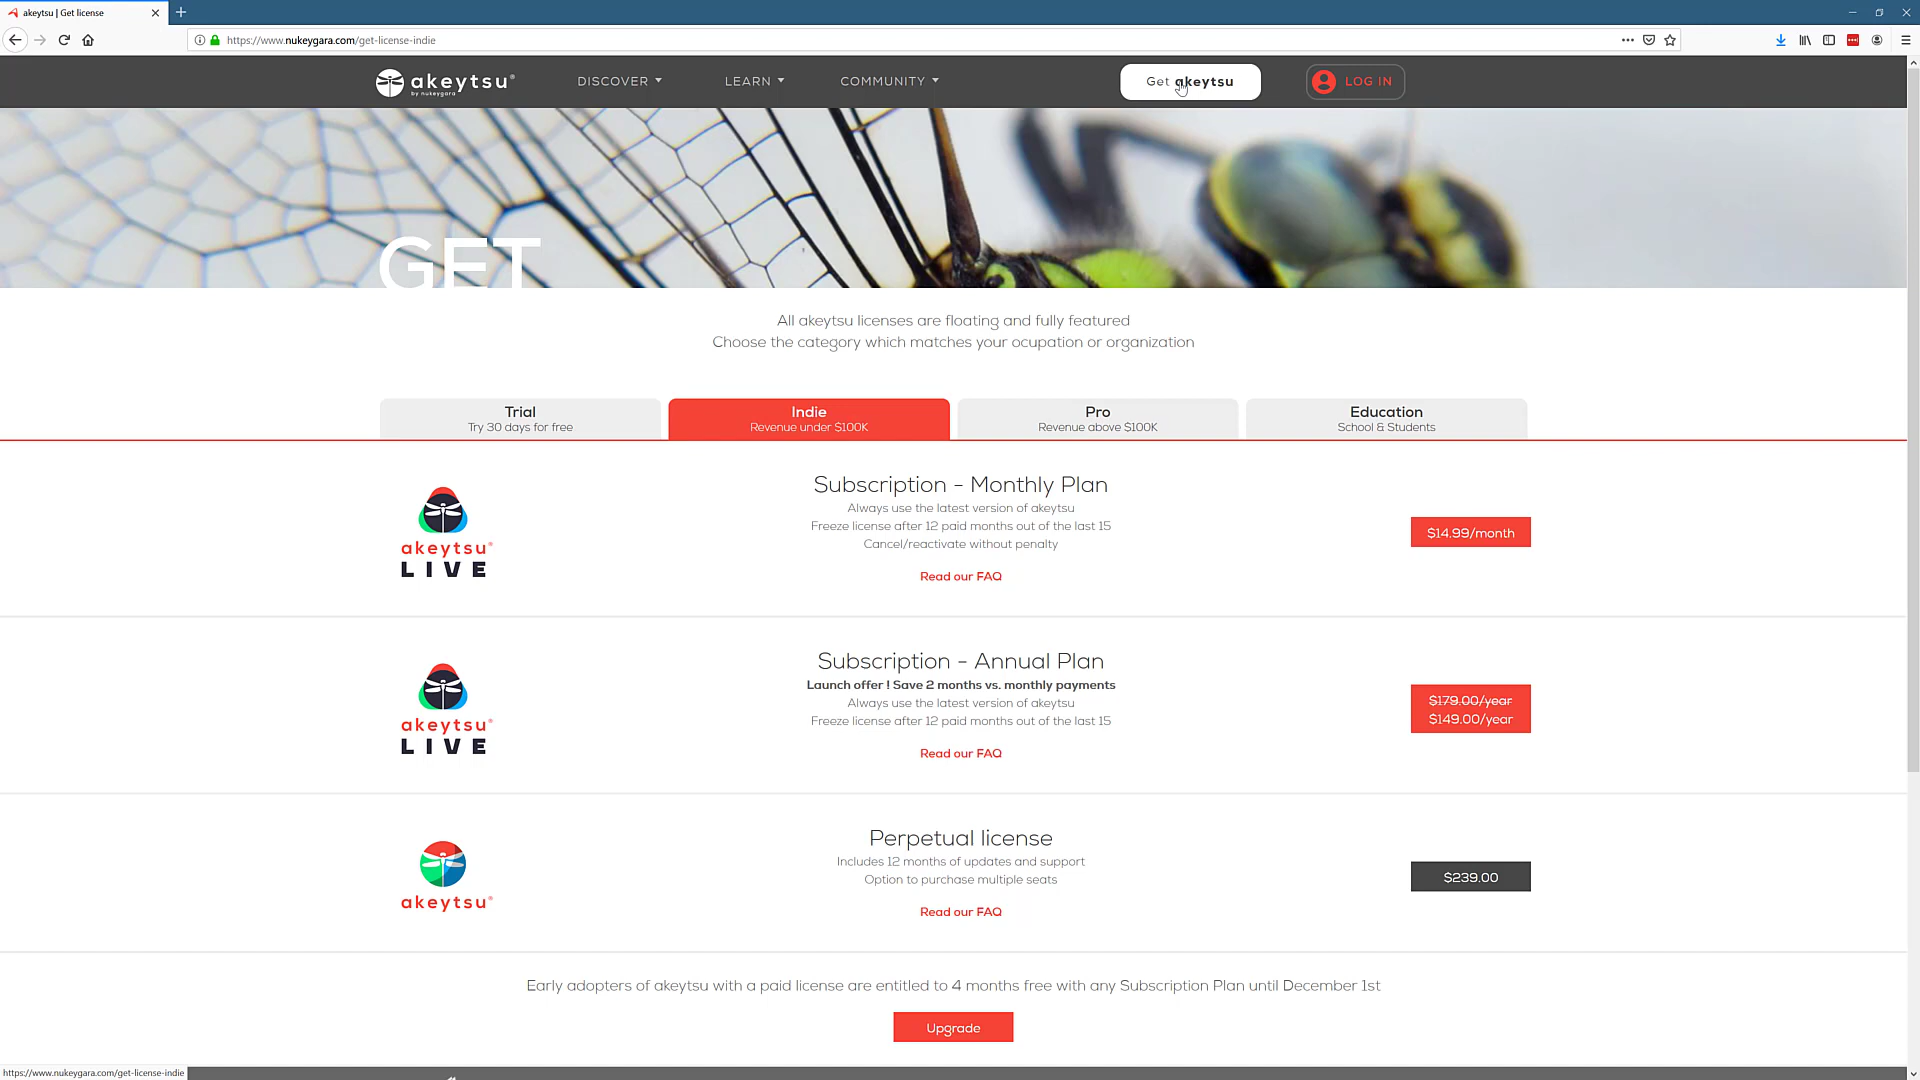 akeytsu | Get license
https://www.nukeygara.com/get-license-indie
akeytsu®
by nukeygara
DISCOVER
LEARN
COMMUNITY
Get akeytsu
LOG IN
GET
All akeytsu licenses are floating and fully featured
Choose the category which matches your ocupation or organization
Trial
Try 30 days for free
Indie
Revenue under $100K
Pro
Revenue above $100K
Education
School & Students
akeytsu®
LIVE
Subscription - Monthly Plan
Always use the latest version of akeytsu
Freeze license after 12 paid months out of the last 15
Cancel/reactivate without penalty
Read our FAQ
$14.99/month
akeytsu®
LIVE
Subscription - Annual Plan
Launch offer ! Save 2 months vs. monthly payments
Always use the latest version of akeytsu
Freeze license after 12 paid months out of the last 15
Read our FAQ
$179.00/year
$149.00/year
akeytsu®
Perpetual license
Includes 12 months of updates and support
Option to purchase multiple seats
Read our FAQ
$239.00
Early adopters of akeytsu with a paid license are entitled to 4 months free with any Subscription Plan until December 1st
Upgrade
https://www.nukeygara.com/get-license-indie